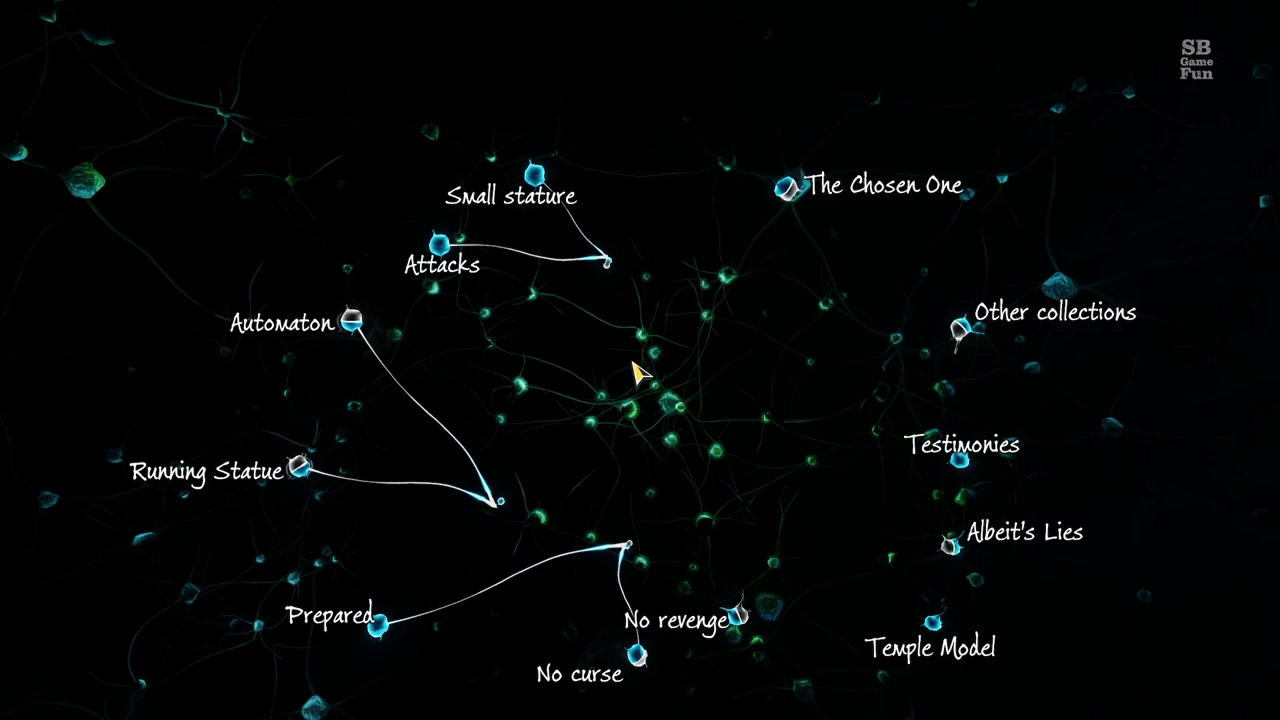 SB
Game
Fun
Small stature
The Chosen One
Attacks
Automaton
Other collections
Testimonies
Running Statue
Albeit's Lies
Prepared
No revenge
Temple Model
No curse